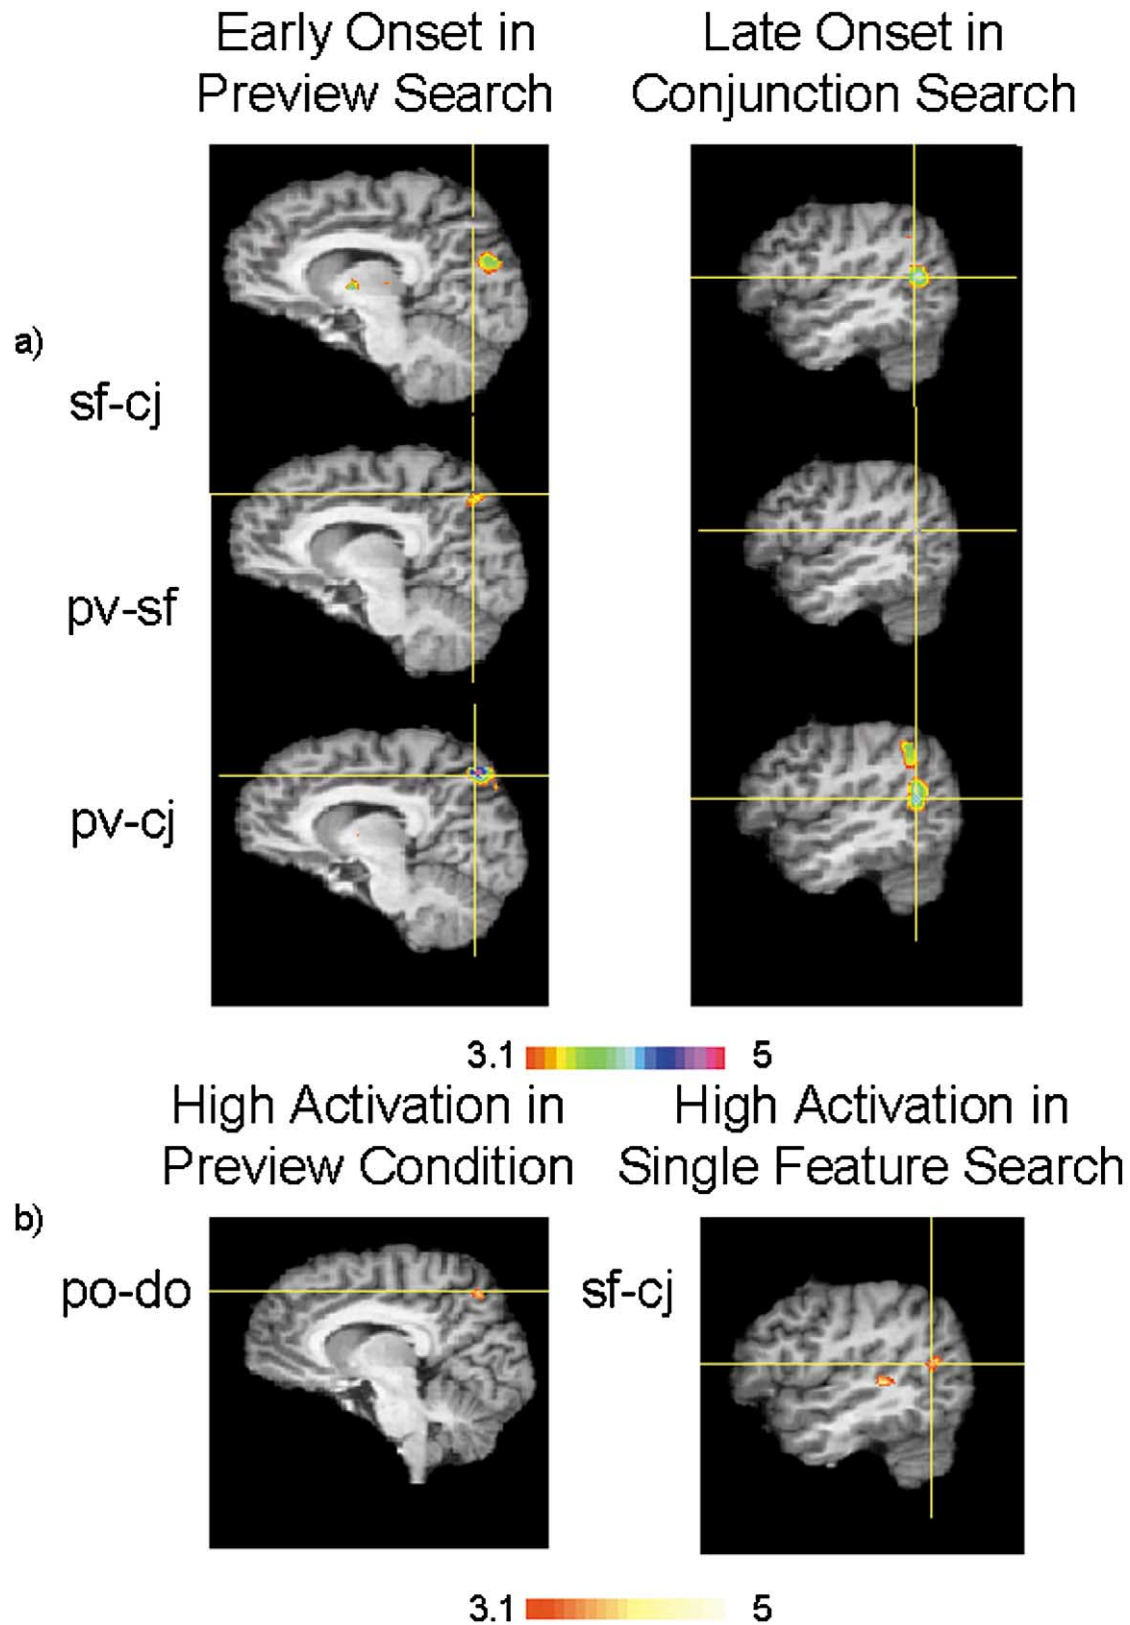 Early Onset in
Preview Search
Late Onset in
Conjunction Search
a)
sf-cj
pv-sf
pv-cj
3.1 5
High Activation in
Preview Condition
High Activation in
Single Feature Search
b)
po-do
sf-cj
3.1 5